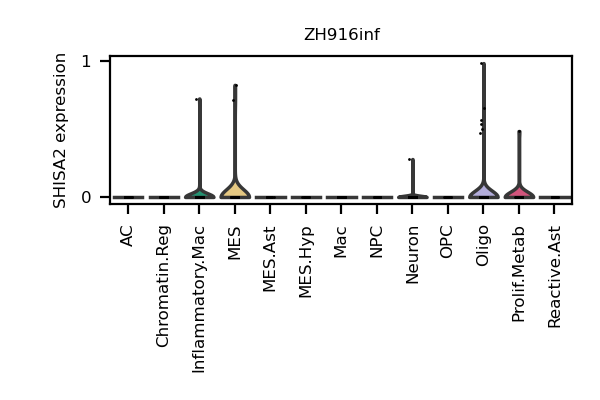 ZH916inf
SHISA2 expression
1
0
AC
Chromatin.Reg
Inflammatory.Mac
MES
MES.Ast
MES.Hyp
Mac
NPC
Neuron
OPC
Oligo
Prolif.Metab
Reactive.Ast